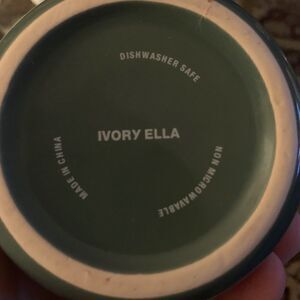 DISHWASHER SAFE
IVORY ELLA
MADE IN CHINA
NON MICROWAVABLE